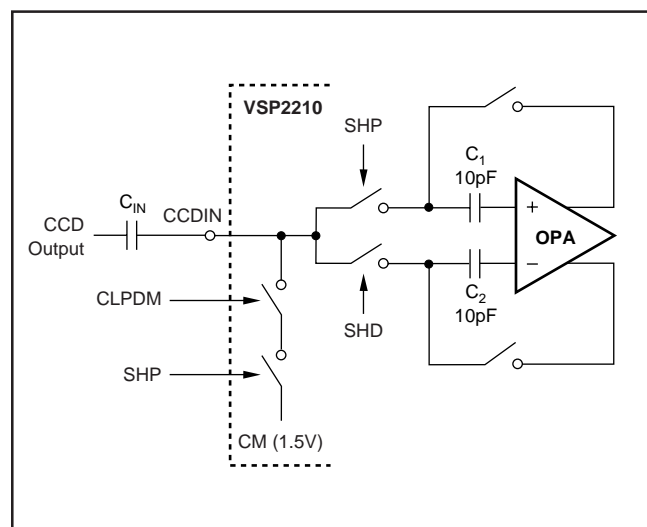 VSP2210
SHP
C1
10pF
CIN
CCDIN
CCD
Output
+
OPA
–
C2
10pF
CLPDM
SHD
SHP
CM (1.5V)